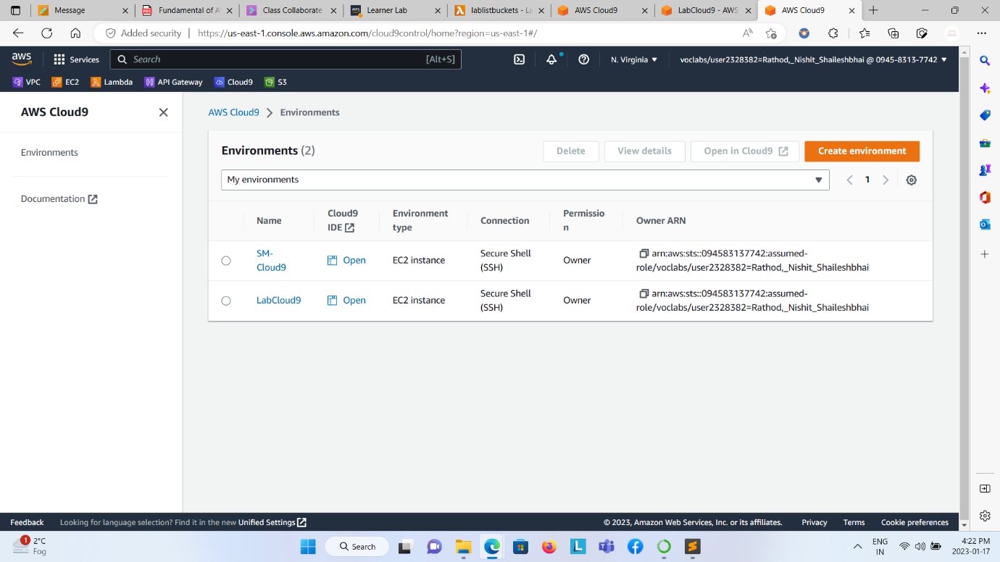 Message
Fundamental of A
Class Collaborate
Learner Lab
lablistbuckets - La
AWS Cloud9
LabCloud9 - AWS
AWS Cloud9
Added security
https://us-east-1.console.aws.amazon.com/cloud9control/home?region=us-east-1#/
aws
Services
Search
[Alt+S]
N. Virginia
voclabs/user2328382=Rathod,_Nishit_Shaileshbhai @ 0945-8313-7742
VPC
EC2
Lambda
API Gateway
Cloud9
S3
AWS Cloud9
Environments
Documentation
AWS Cloud9
Environments
Environments (2)
Delete
View details
Open in Cloud9
Create environment
My environments
1
Name
Cloud9
IDE
Environment
type
Connection
Permissio
n
Owner ARN
SM-
Cloud9
Open
EC2 instance
Secure Shell
(SSH)
Owner
arn:aws:sts::094583137742:assumed-
role/voclabs/user2328382=Rathod,_Nishit_Shaileshbhai
LabCloud9
Open
EC2 instance
Secure Shell
(SSH)
Owner
arn:aws:sts::094583137742:assumed-
role/voclabs/user2328382=Rathod,_Nishit_Shaileshbhai
Feedback
Looking for language selection? Find it in the new Unified Settings
© 2023, Amazon Web Services, Inc. or its affiliates.
Privacy
Terms
Cookie preferences
1
2°C
Fog
Search
ENG
IN
4:22 PM
2023-01-17